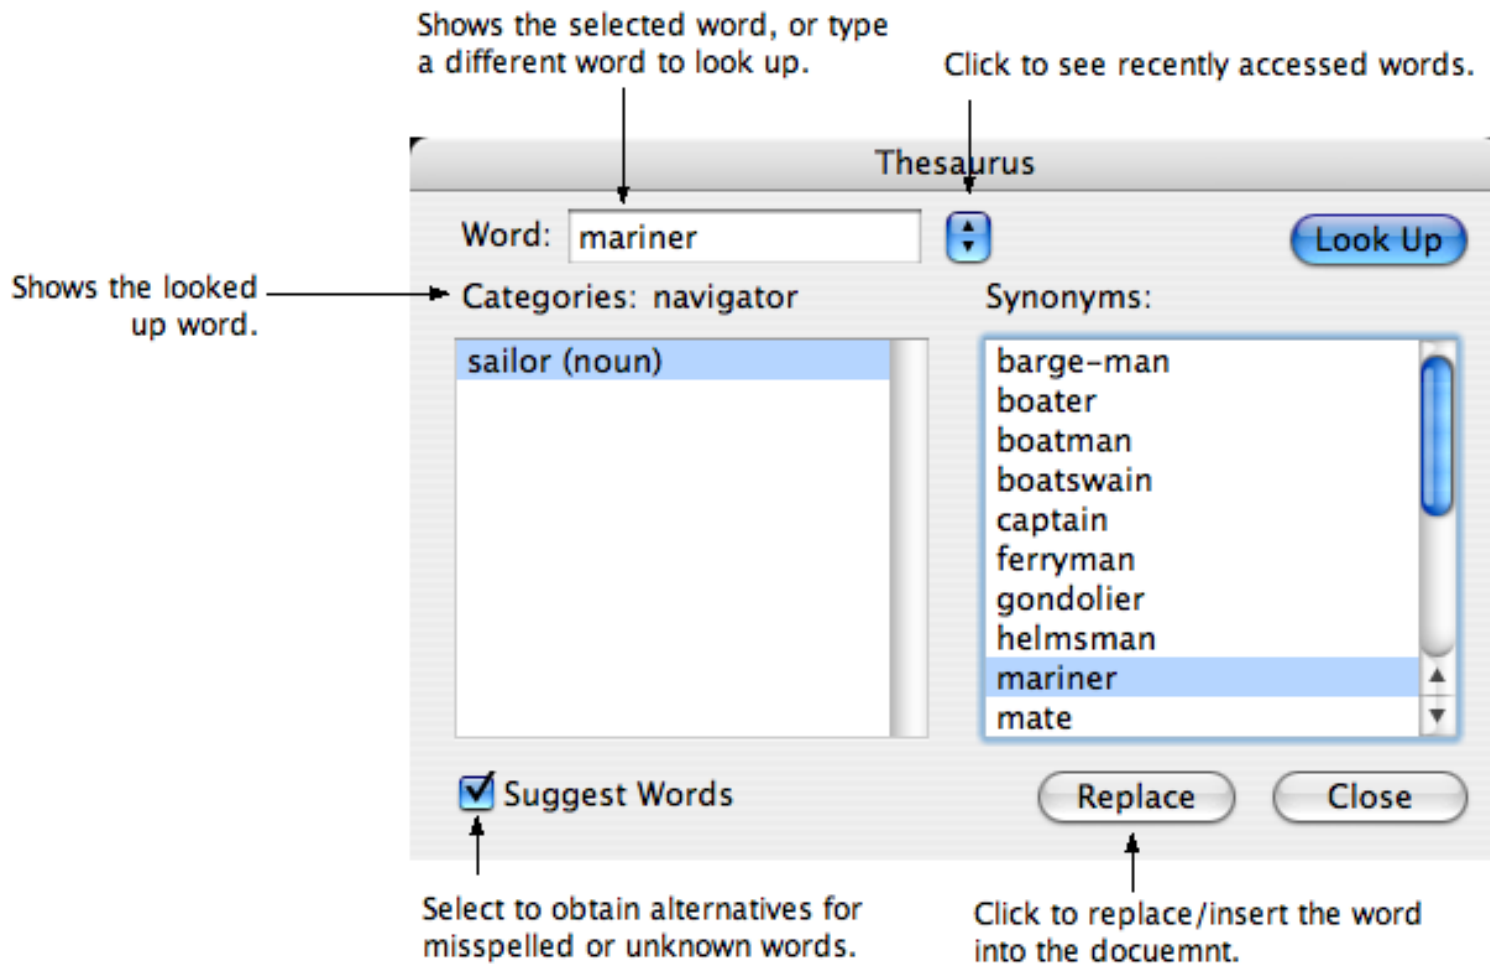 Shows the selected word, or type
a different word to look up.
Click to see recently accessed words.
Thesaurus
Word: mariner
Look Up
Shows the looked
up word.
Categories: navigator
Synonyms:
sailor (noun)
barge-man
boater
boatman
boatswain
captain
ferryman
gondolier
helmsman
mariner
mate
Suggest Words
Replace
Close
Select to obtain alternatives for
misspelled or unknown words.
Click to replace/insert the word
into the docuemnt.